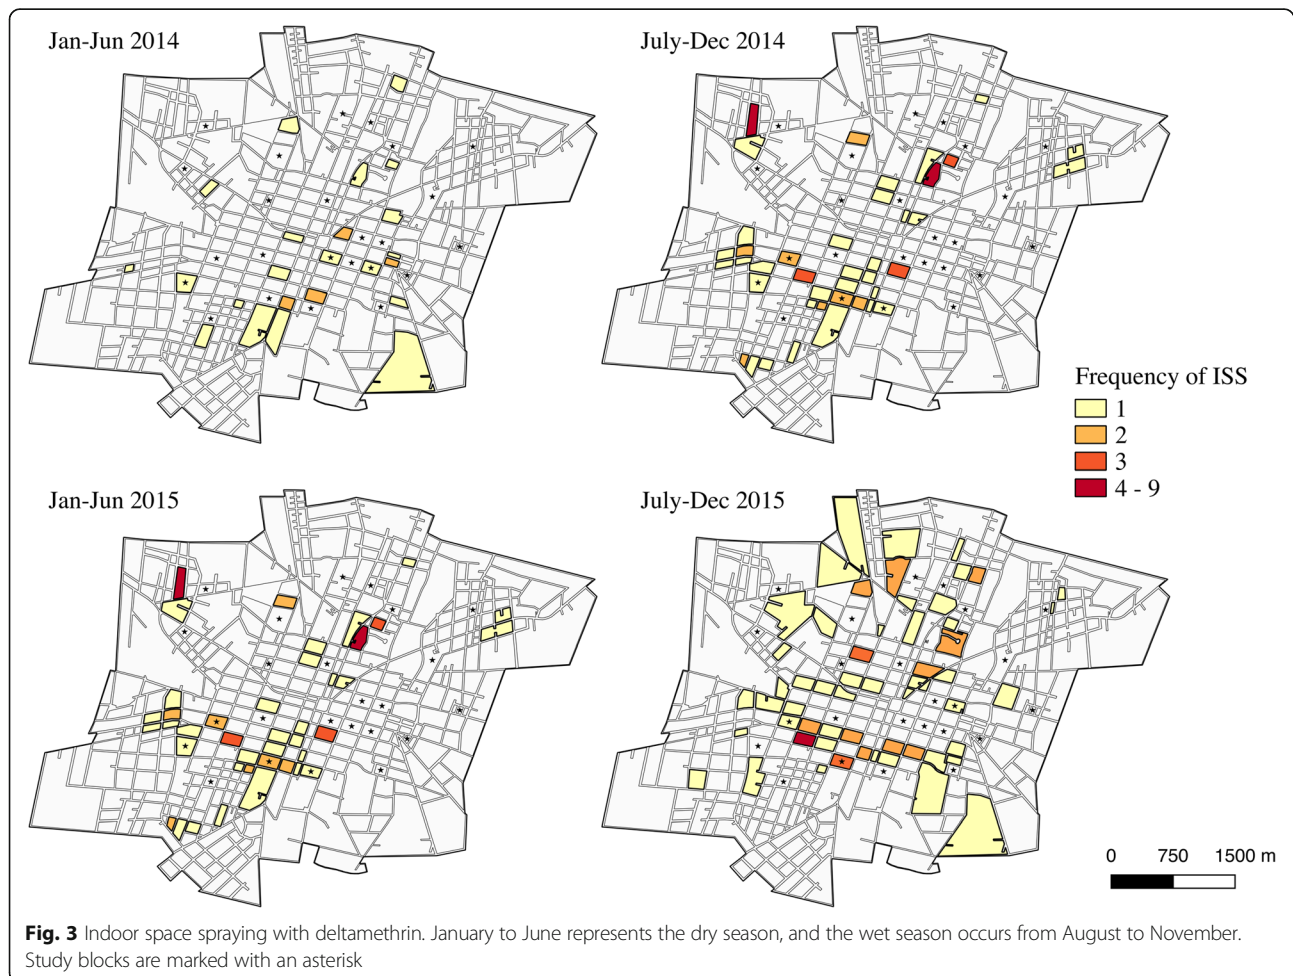 Jan-Jun 2014
July-Dec 2014
Frequency of ISS
1
2
3
4 - 9
Jan-Jun 2015
July-Dec 2015
0 750 1500 m
Fig. 3 Indoor space spraying with deltamethrin. January to June represents the dry season, and the wet season occurs from August to November.
Study blocks are marked with an asterisk